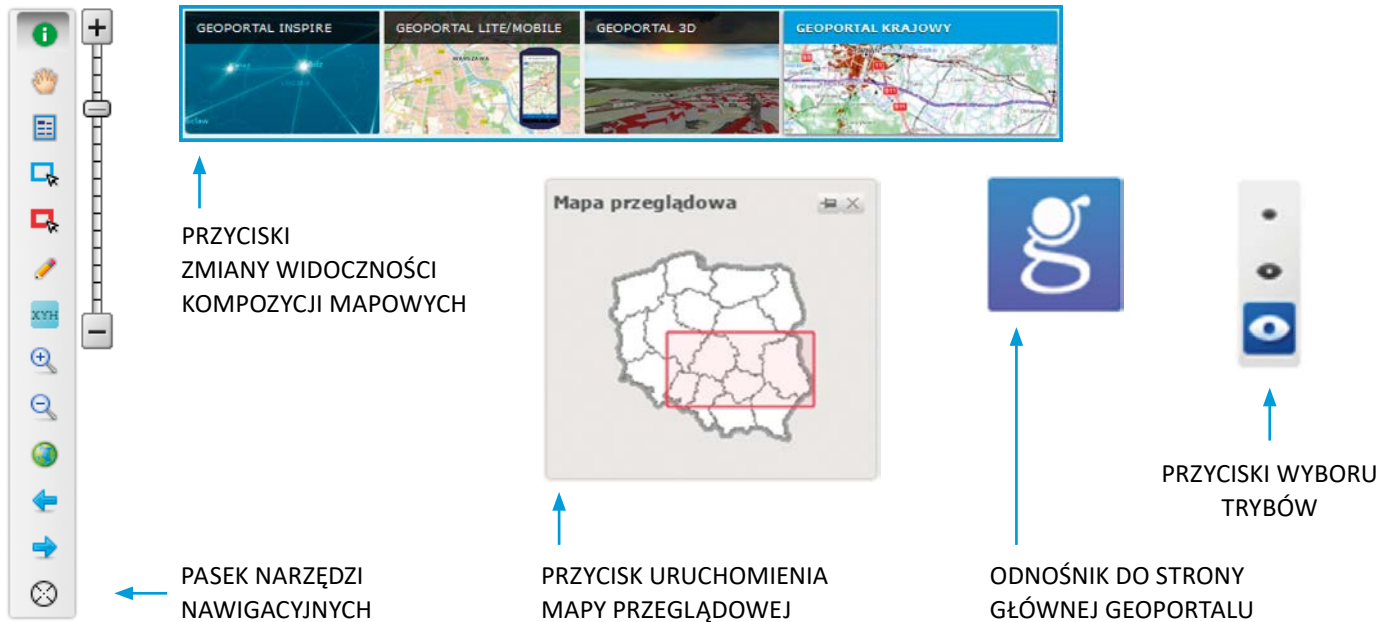 GEOPORTAL INSPIRE
GEOPORTAL LITE/MOBILE
GEOPORTAL 3D
GEOPORTAL KRAJOWY
WARSZAWA
PRZYCISKI
ZMIANY WIDOCZNOŚCI
KOMPOZYCJI MAPOWYCH
Mapa przeglądowa
XYH
PRZYCISKI WYBORU
TRYBÓW
PASEK NARZĘDZI
NAWIGACYJNYCH
PRZYCISK URUCHOMIENIA
MAPY PRZEGLĄDOWEJ
ODNOŚNIK DO STRONY
GŁÓWNEJ GEOPORTALU